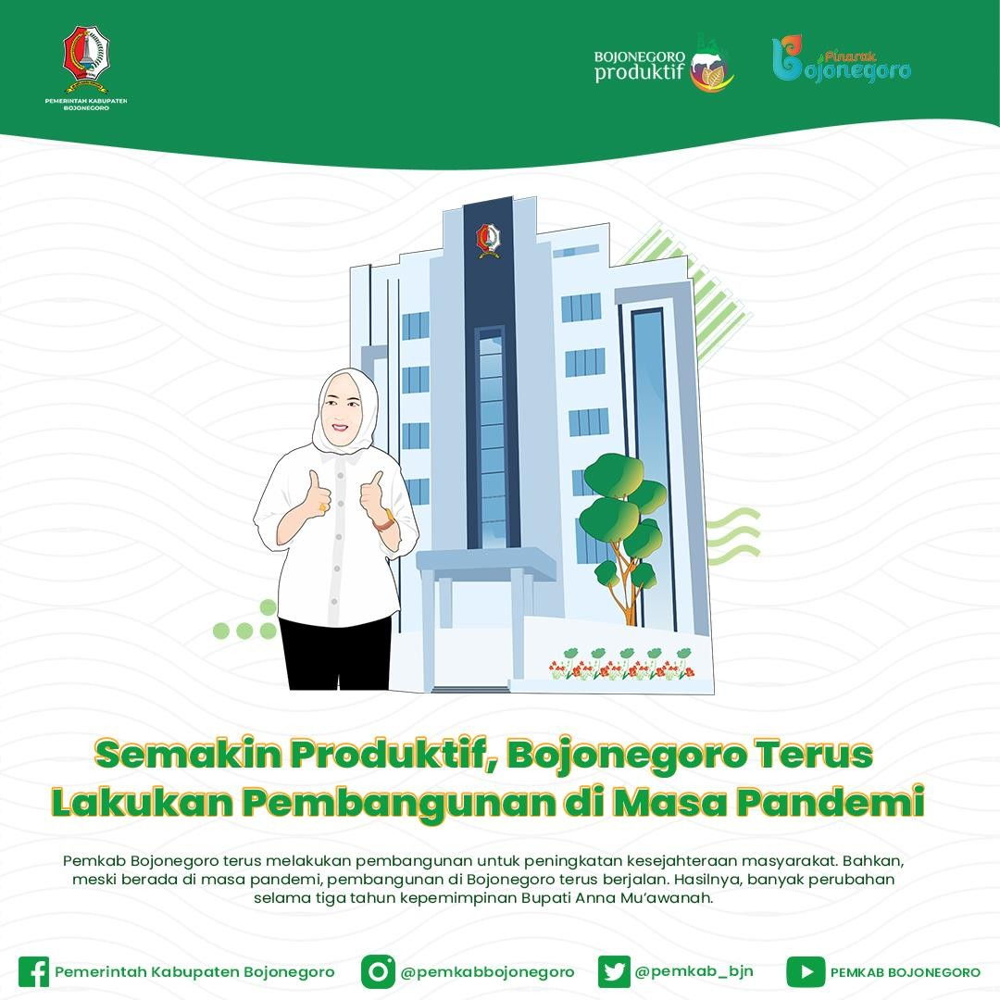 PEMERINTAH KABUPATEN
BOJONEGORO
BOJONEGORO
produktif
Pinarak
Bojonegoro
Semakin Produktif, Bojonegoro Terus
Lakukan Pembangunan di Masa Pandemi
Pemkab Bojonegoro terus melakukan pembangunan untuk peningkatan kesejahteraan masyarakat. Bahkan,
meski berada di masa pandemi, pembangunan di Bojonegoro terus berjalan. Hasilnya, banyak perubahan
selama tiga tahun kepemimpinan Bupati Anna Mu'awanah.
Pemerintah Kabupaten Bojonegoro
@pemkabbojonegoro
@pemkab_bjn
PEMKAB BOJONEGORO